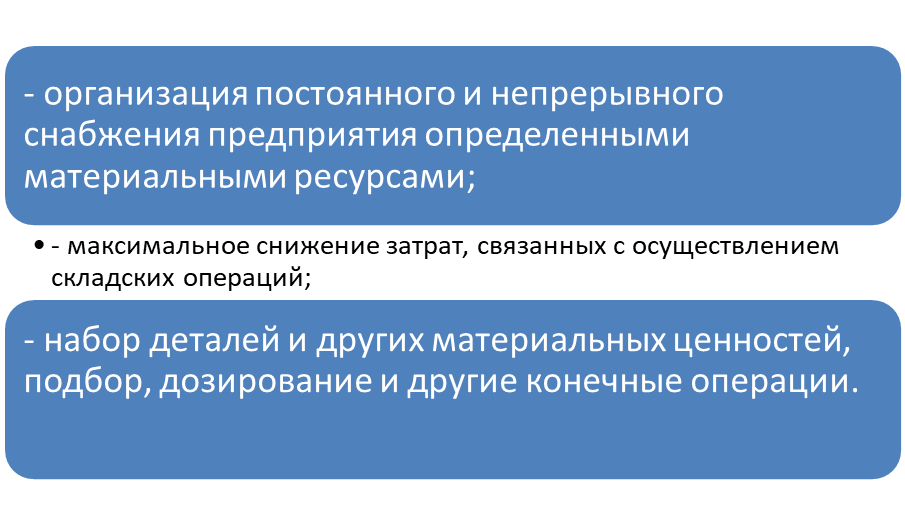 - организация постоянного и непрерывного
снабжения предприятия определенными
материальными ресурсами;
• - максимальное снижение затрат, связанных с осуществлением
складских операций;
- набор деталей и других материальных ценностей,
подбор, дозирование и другие конечные операции.